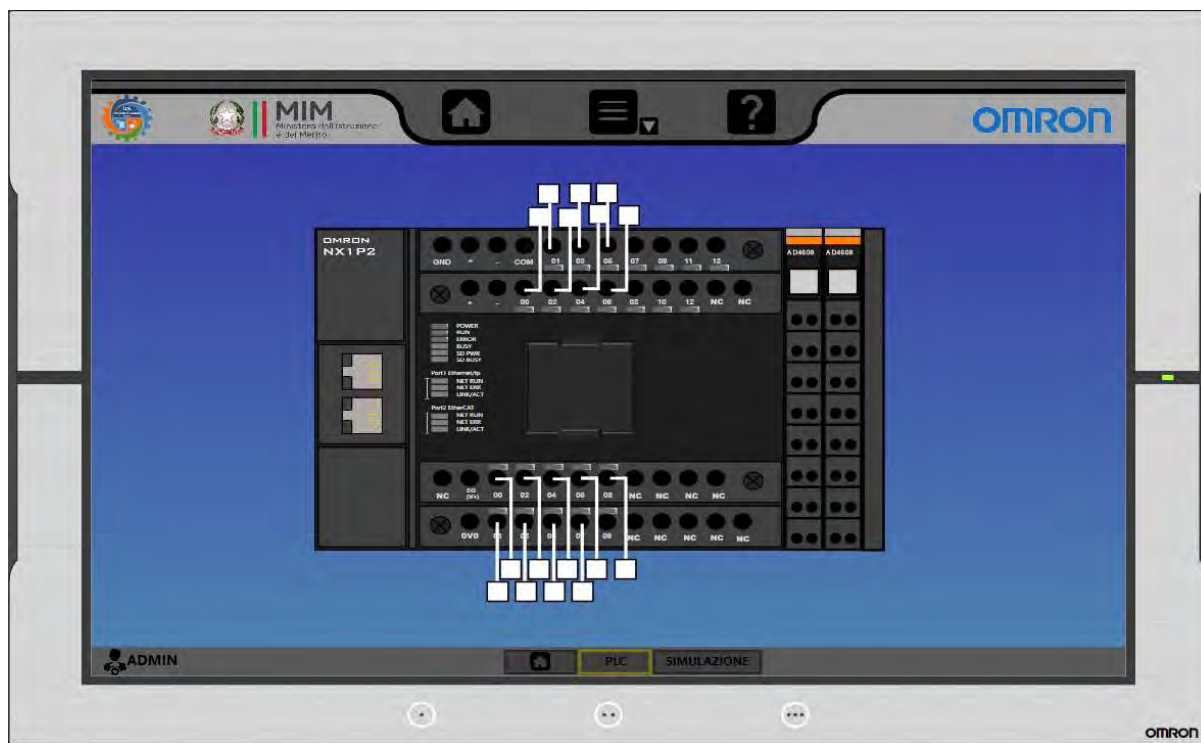 MIM
Ministero dell'Istruzione
e del Merito
?
OMRON
OMRON
NX1P2
GND + - COM 01 03 05 07 09 11 13
+ - 00 02 04 06 08 10 12 NC NC
AD4608 AD4608
POWER
RUN
ERROR
BUSY
SD PWR
SD BUSY
Port1 Ethernet/Ip
NET RUN
NET ERR
LINK/ACT
Port2 EtherCAT
NET RUN
NET ERR
LINK/ACT
NC 00 02 04 06 08 NC NC NC NC
0V0 09 NC NC NC NC NC
ADMIN
PLC
SIMULAZIONE
OMRON